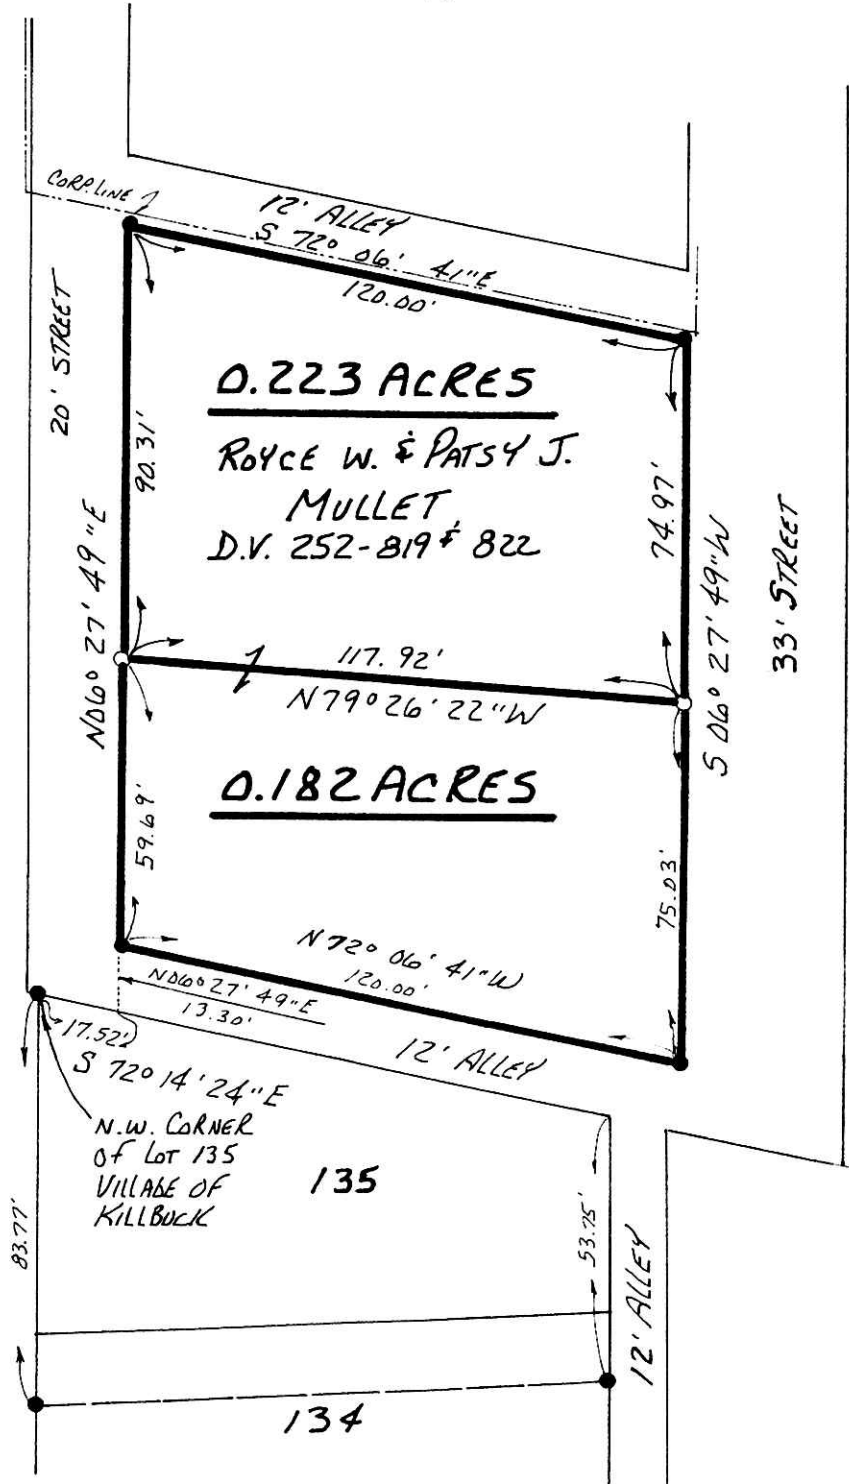 CORP. LINE
12' ALLEY
S 72° 06' 41"E
120.00'
20' STREET
0.223 ACRES
ROYCE W. & PATSY J.
MULLET
D.V. 252-819 & 822
90.31'
74.97'
N06° 27' 49"E
S 06° 27' 49"W
33' STREET
117.92'
N79° 26' 22"W
0.182 ACRES
59.69'
75.03'
N 72° 06' 41"W
120.00'
N06° 27' 49"E
13.30'
12' ALLEY
17.52'
S 72° 14' 24"E
N.W. CORNER
OF LOT 135
VILLAGE OF
KILLBUCK
135
83.77'
53.75'
12' ALLEY
134